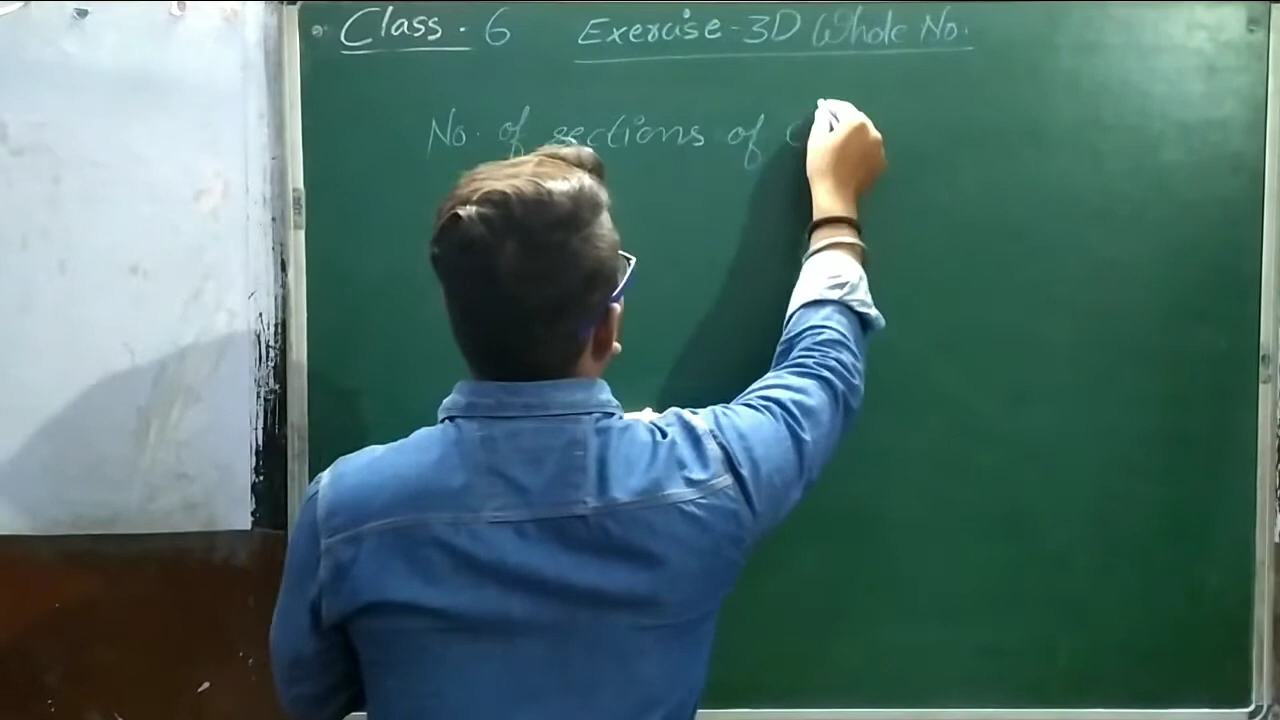 Class - 6 Exercise - 3D Whole No.
No. of sections of c